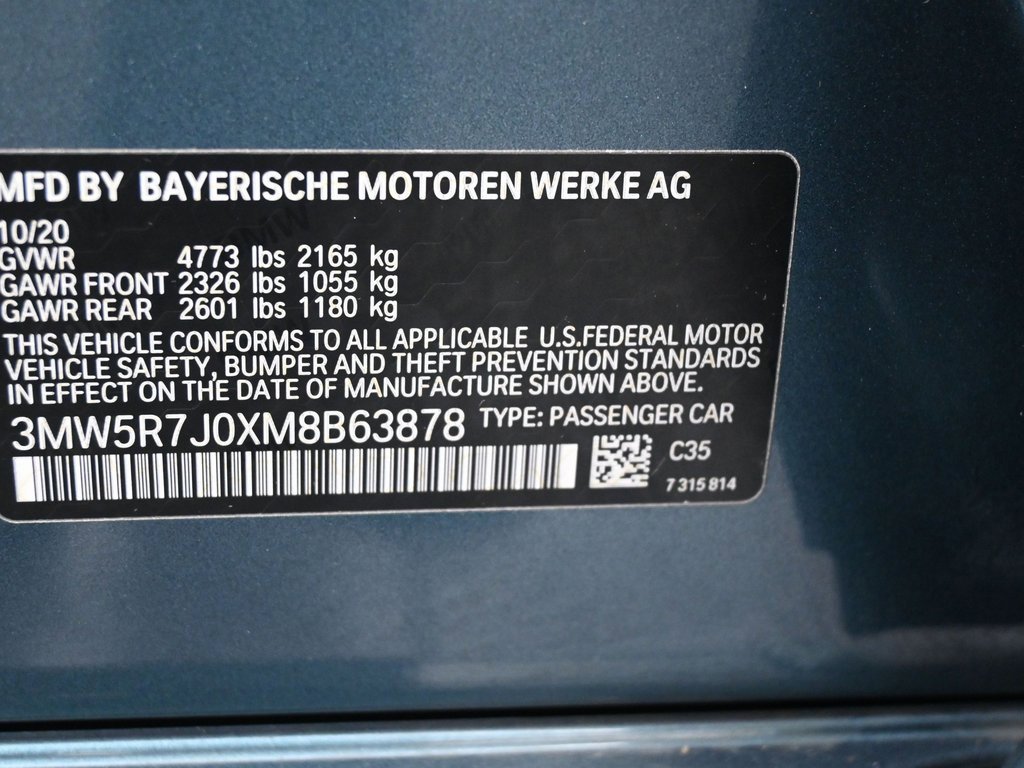 MFD BY BAYERISCHE MOTOREN WERKE AG
10/20
GVWR 4773 lbs 2165 kg
GAWR FRONT 2326 lbs 1055 kg
GAWR REAR 2601 lbs 1180 kg
THIS VEHICLE CONFORMS TO ALL APPLICABLE U.S.FEDERAL MOTOR
VEHICLE SAFETY, BUMPER AND THEFT PREVENTION STANDARDS
IN EFFECT ON THE DATE OF MANUFACTURE SHOWN ABOVE.
3MW5R7J0XM8B63878 TYPE: PASSENGER CAR
C35
7 315 814